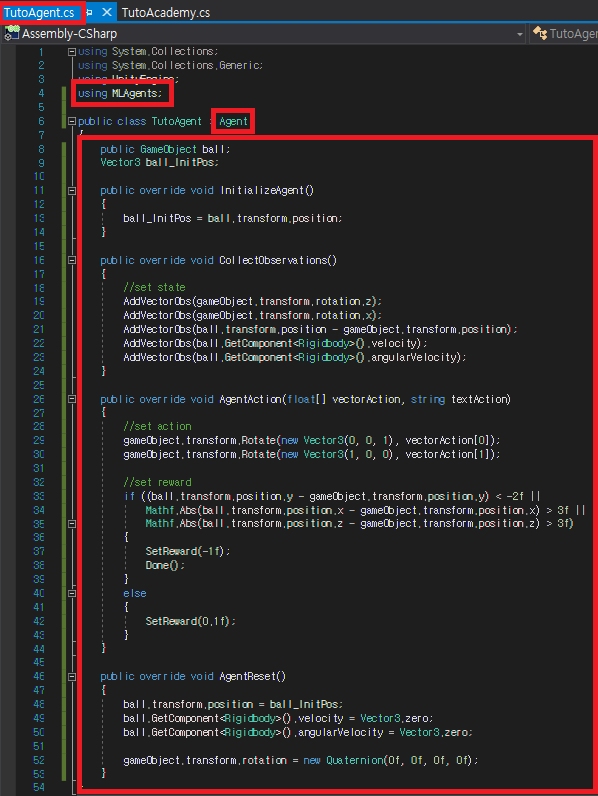 TutoAgent.cs TutoAcademy.cs
Assembly-CSharp TutoAgen
1 using System.Collections;
2 using System.Collections.Generic;
3 using UnityEngine;
4 using MLAgents;
5
6 public class TutoAgent : Agent
7 {
8 public GameObject ball;
9 Vector3 ball_InitPos;
10
11 public override void InitializeAgent()
12 {
13 ball_InitPos = ball.transform.position;
14 }
15
16 public override void CollectObservations()
17 {
18 //set state
19 AddVectorObs(gameObject.transform.rotation.z);
20 AddVectorObs(gameObject.transform.rotation.x);
21 AddVectorObs(ball.transform.position - gameObject.transform.position);
22 AddVectorObs(ball.GetComponent<Rigidbody>().velocity);
23 AddVectorObs(ball.GetComponent<Rigidbody>().angularVelocity);
24 }
25
26 public override void AgentAction(float[] vectorAction, string textAction)
27 {
28 //set action
29 gameObject.transform.Rotate(new Vector3(0, 0, 1), vectorAction[0]);
30 gameObject.transform.Rotate(new Vector3(1, 0, 0), vectorAction[1]);
31
32 //set reward
33 if ((ball.transform.position.y - gameObject.transform.position.y) < -2f ||
34 Mathf.Abs(ball.transform.position.x - gameObject.transform.position.x) > 3f ||
35 Mathf.Abs(ball.transform.position.z - gameObject.transform.position.z) > 3f)
36 {
37 SetReward(-1f);
38 Done();
39 }
40 else
41 {
42 SetReward(0.1f);
43 }
44 }
45
46 public override void AgentReset()
47 {
48 ball.transform.position = ball_InitPos;
49 ball.GetComponent<Rigidbody>().velocity = Vector3.zero;
50 ball.GetComponent<Rigidbody>().angularVelocity = Vector3.zero;
51
52 gameObject.transform.rotation = new Quaternion(0f, 0f, 0f, 0f);
53 }
54